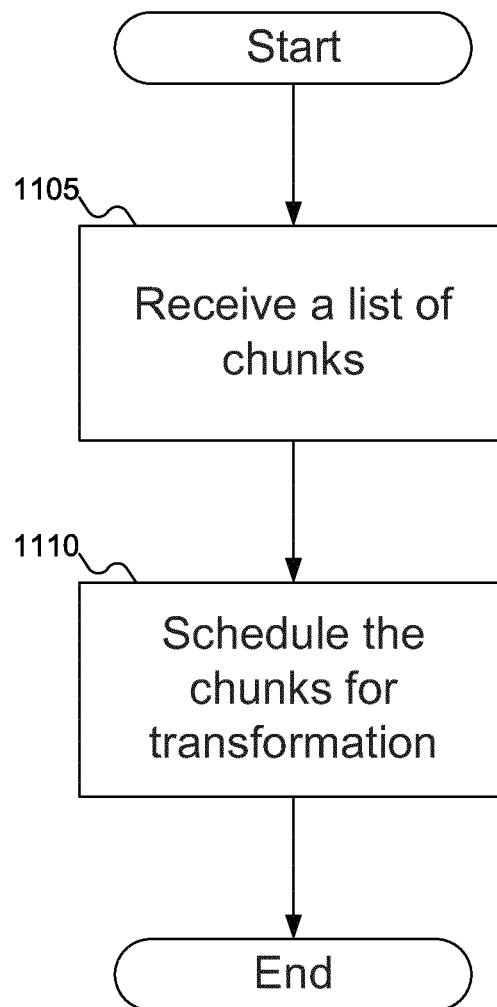 Start
1105
Receive a list of
chunks
1110
Schedule the
chunks for
transformation
End